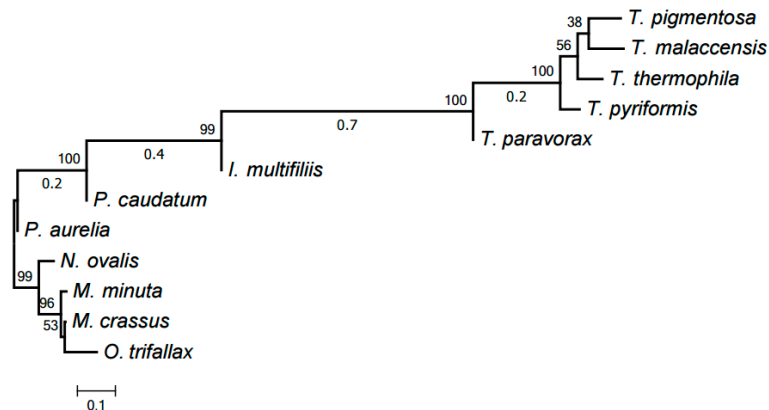 38
T. pigmentosa
56
T. malaccensis
100
T. thermophila
100
0.2
T. pyriformis
99
0.7
T. paravorax
100
0.4
I. multifiliis
0.2
P. caudatum
P. aurelia
N. ovalis
99
M. minuta
96
M. crassus
53
O. trifallax
0.1